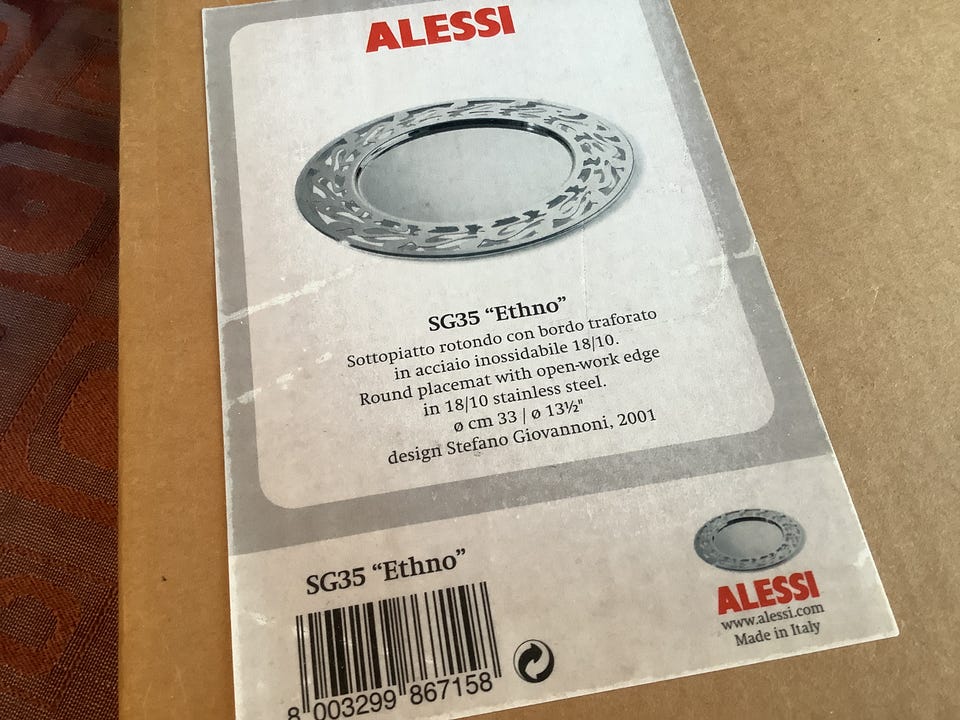 ALESSI
SG35 “Ethno”
Sottopiatto rotondo con bordo traforato
in acciaio inossidabile 18/10.
Round placemat with open-work edge
in 18/10 stainless steel.
ø cm 33 | ø 13½"
design Stefano Giovannoni, 2001
SG35 “Ethno”
8 003299 867158
ALESSI
www.alessi.com
Made in Italy